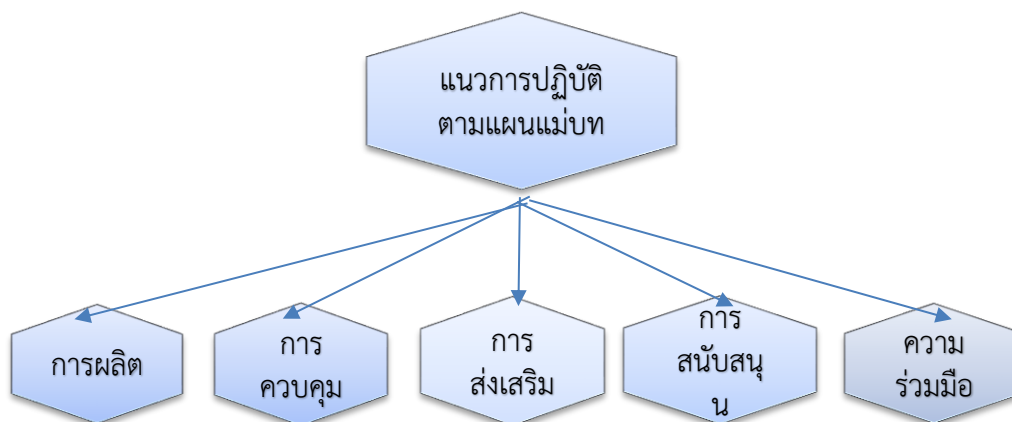 แนวการปฏิบัติ
ตามแผนแม่บท
การผลิต
การ
ควบคุม
การ
ส่งเสริม
การ
สนับสนุ
น
ความ
ร่วมมือ